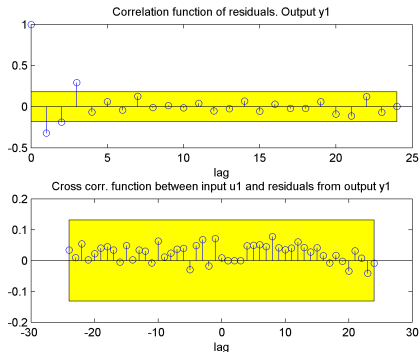 Correlation function of residuals. Output y1
1
0.5
0
-0.5
0 5 10 15 20 25
lag
Cross corr. function between input u1 and residuals from output y1
0.2
0.1
0
-0.1
-0.2
-30 -20 -10 0 10 20 30
lag